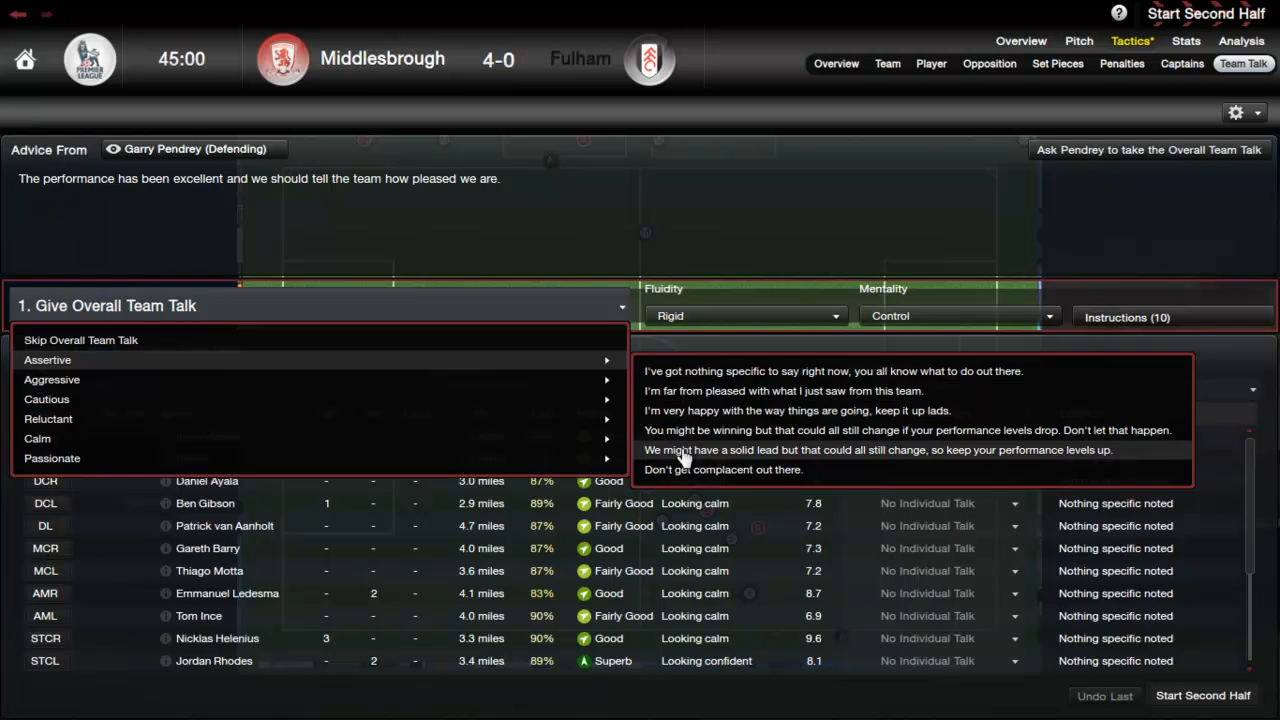 ? Start Second Half
45:00 Middlesbrough 4-0 Fulham
PREMIER LEAGUE
Overview Pitch Tactics* Stats Analysis
Overview Team Player Opposition Set Pieces Penalties Captains Team Talk
Advice From Garry Pendrey (Defending) Ask Pendrey to take the Overall Team Talk
The performance has been excellent and we should tell the team how pleased we are.
1. Give Overall Team Talk
Fluidity Mentality
Rigid Control Instructions (10)
Skip Overall Team Talk
Assertive
Aggressive
Cautious
Reluctant
Calm
Passionate
I've got nothing specific to say right now, you all know what to do out there.
I'm far from pleased with what I just saw from this team.
I'm very happy with the way things are going, keep it up lads.
You might be winning but that could all still change if your performance levels drop. Don't let that happen.
We might have a solid lead but that could all still change, so keep your performance levels up.
Don't get complacent out there.
DCR Daniel Ayala - - - 3.0 miles 87% Good
DCL Ben Gibson 1 - - 2.9 miles 89% Fairly Good Looking calm 7.8 No Individual Talk Nothing specific noted
DL Patrick van Aanholt - - - 4.7 miles 87% Fairly Good Looking calm 7.2 No Individual Talk Nothing specific noted
MCR Gareth Barry - - - 4.0 miles 87% Good Looking calm 7.3 No Individual Talk Nothing specific noted
MCL Thiago Motta - - - 3.6 miles 87% Fairly Good Looking calm 7.2 No Individual Talk Nothing specific noted
AMR Emmanuel Ledesma - 2 - 4.1 miles 83% Good Looking calm 8.7 No Individual Talk Nothing specific noted
AML Tom Ince - - - 4.0 miles 90% Fairly Good Looking calm 6.9 No Individual Talk Nothing specific noted
STCR Nicklas Helenius 3 - - 3.3 miles 90% Good Looking calm 9.6 No Individual Talk Nothing specific noted
STCL Jordan Rhodes - 2 - 3.4 miles 89% Superb Looking confident 8.1 No Individual Talk Nothing specific noted
Undo Last Start Second Half